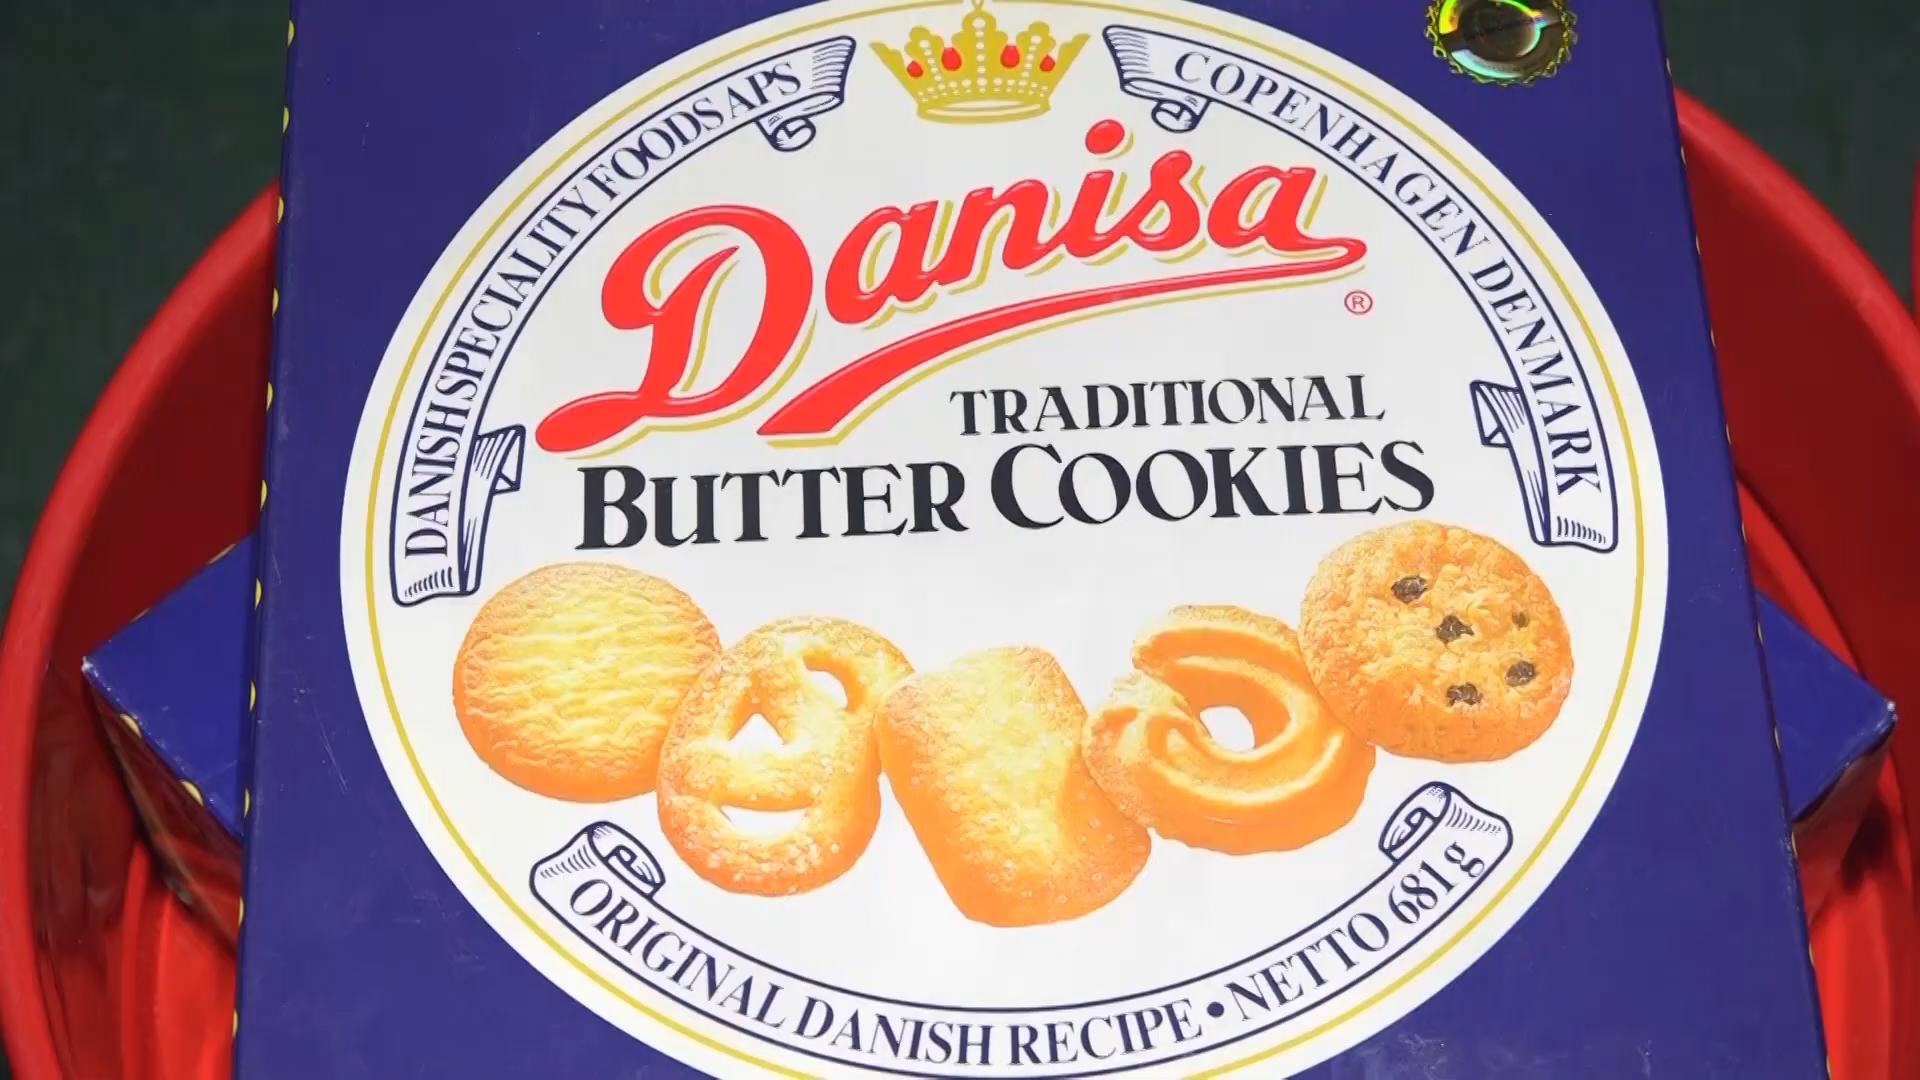 DANISH SPECIALITY FOODS APS
COPENHAGEN DENMARK
Danisa
®
TRADITIONAL
BUTTER COOKIES
ORIGINAL DANISH RECIPE • NETTO 681 g